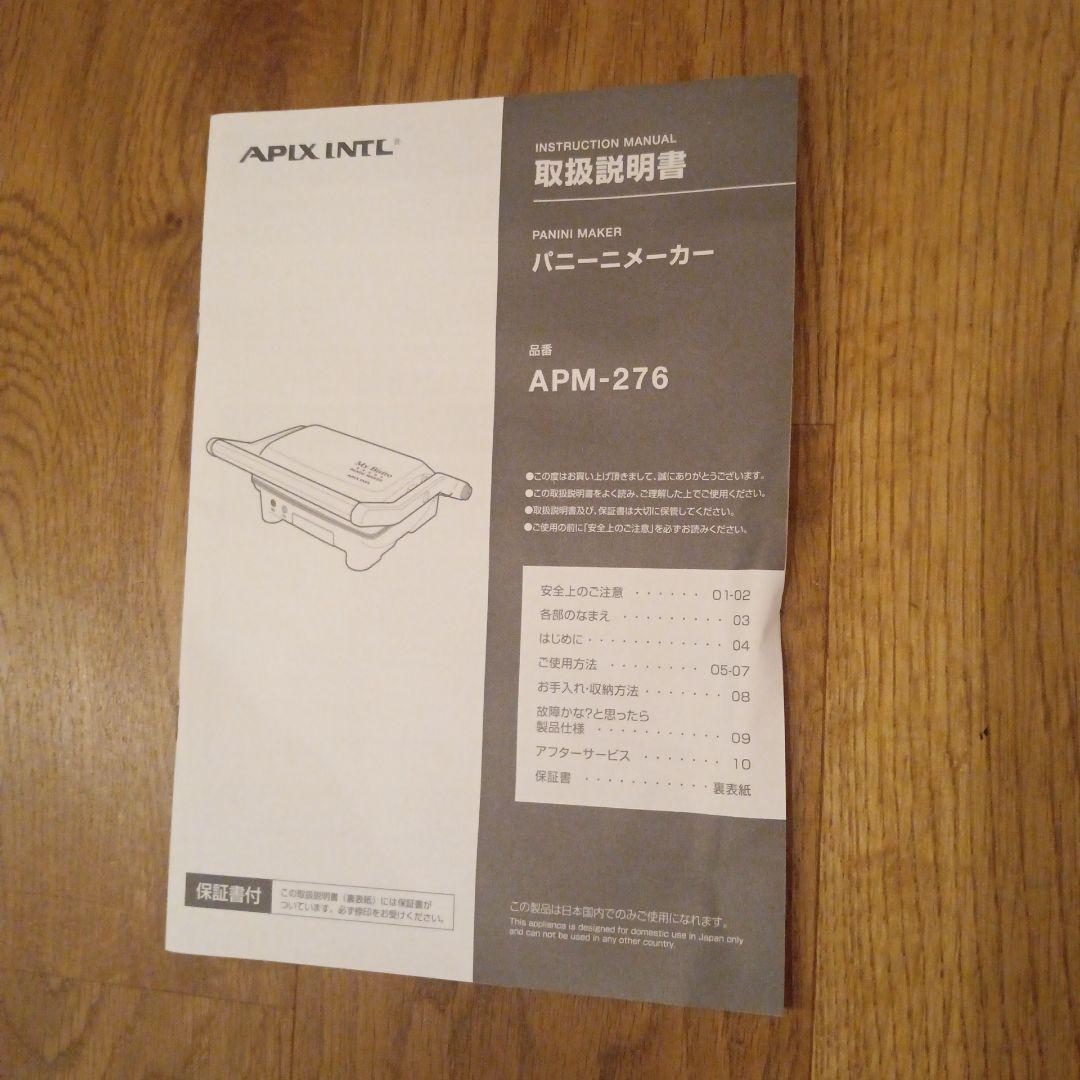 APIX INTL®
INSTRUCTION MANUAL
取扱説明書
PANINI MAKER
パニーニメーカー
品番
APM-276
My Bistro
APIX INTL
●この度はお買い上げ頂きまして、誠にありがとうございます。
●この取扱説明書をよく読み、ご理解した上でご使用ください。
●取扱説明書及び、保証書は大切に保管してください。
●ご使用の前に「安全上のご注意」を必ずお読みください。
安全上のご注意 ・・・・・・ 01-02
各部のなまえ ・・・・・・・・・ 03
はじめに・・・・・・・・・・・・ 04
ご使用方法 ・・・・・・・・ 05-07
お手入れ・収納方法・・・・・・・ 08
故障かな?と思ったら
製品仕様 ・・・・・・・・・・・ 09
アフターサービス ・・・・・・・ 10
保証書 ・・・・・・・・・・・裏表紙
保証書付
この取扱説明書(裏表紙)には保証書が
ついています。必ず捺印をお受けください。
この製品は日本国内でのみご使用になれます。
This appliance is designed for domestic use in Japan only
and can not be used in any other country.